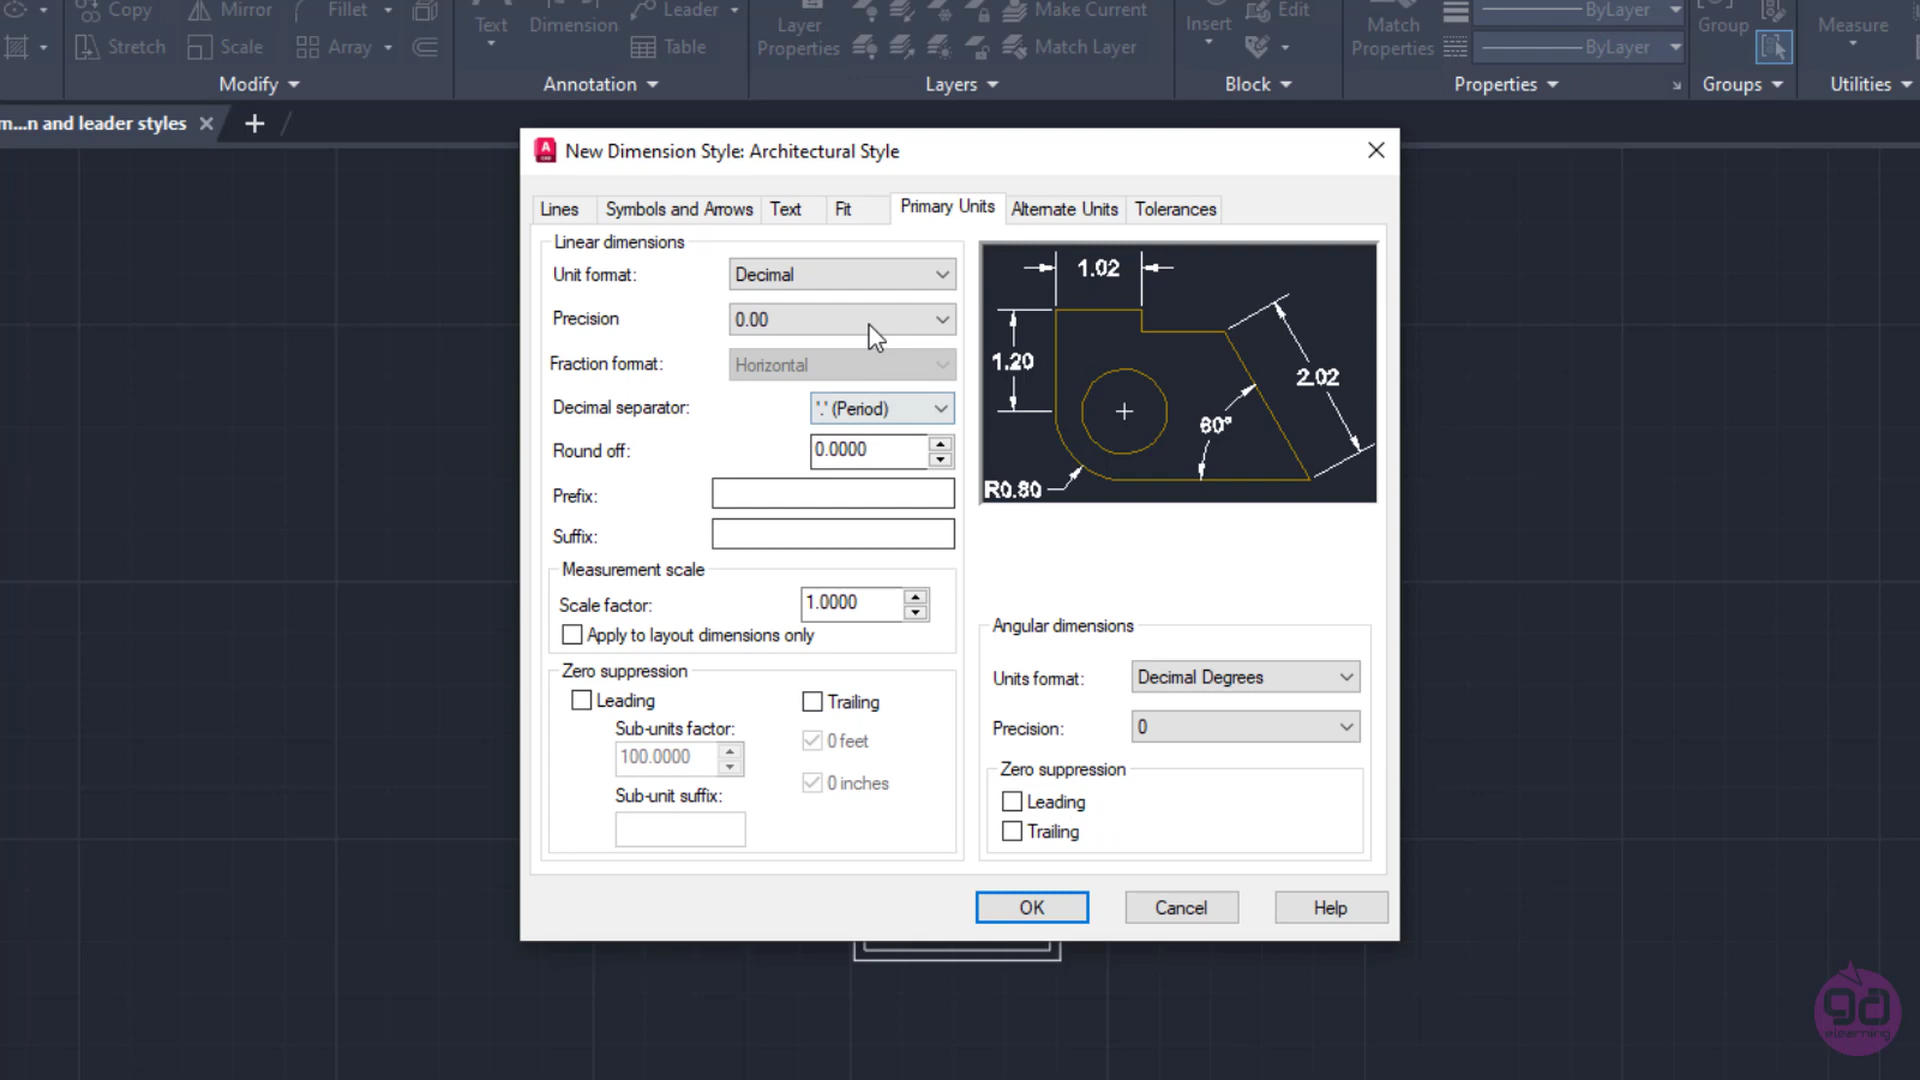 Copy Mirror Fillet Text Dimension Leader Layer Properties Make Current Insert Edit Match Properties ByLayer Group Measure
Stretch Scale Array Table Match Layer ByLayer
Modify Annotation Layers Block Properties Groups Utilities
m...n and leader styles
New Dimension Style: Architectural Style
Lines Symbols and Arrows Text Fit Primary Units Alternate Units Tolerances
Linear dimensions
Unit format: Decimal
Precision 0.00
Fraction format: Horizontal
Decimal separator: '.' (Period)
Round off: 0.0000
Prefix:
Suffix:
Measurement scale
Scale factor: 1.0000
Apply to layout dimensions only
Zero suppression
Leading
Trailing
Sub-units factor:
0 feet
100.0000
0 inches
Sub-unit suffix:
1.02
1.20
2.02
60°
R0.80
Angular dimensions
Units format: Decimal Degrees
Precision: 0
Zero suppression
Leading
Trailing
OK Cancel Help
ga
elearning